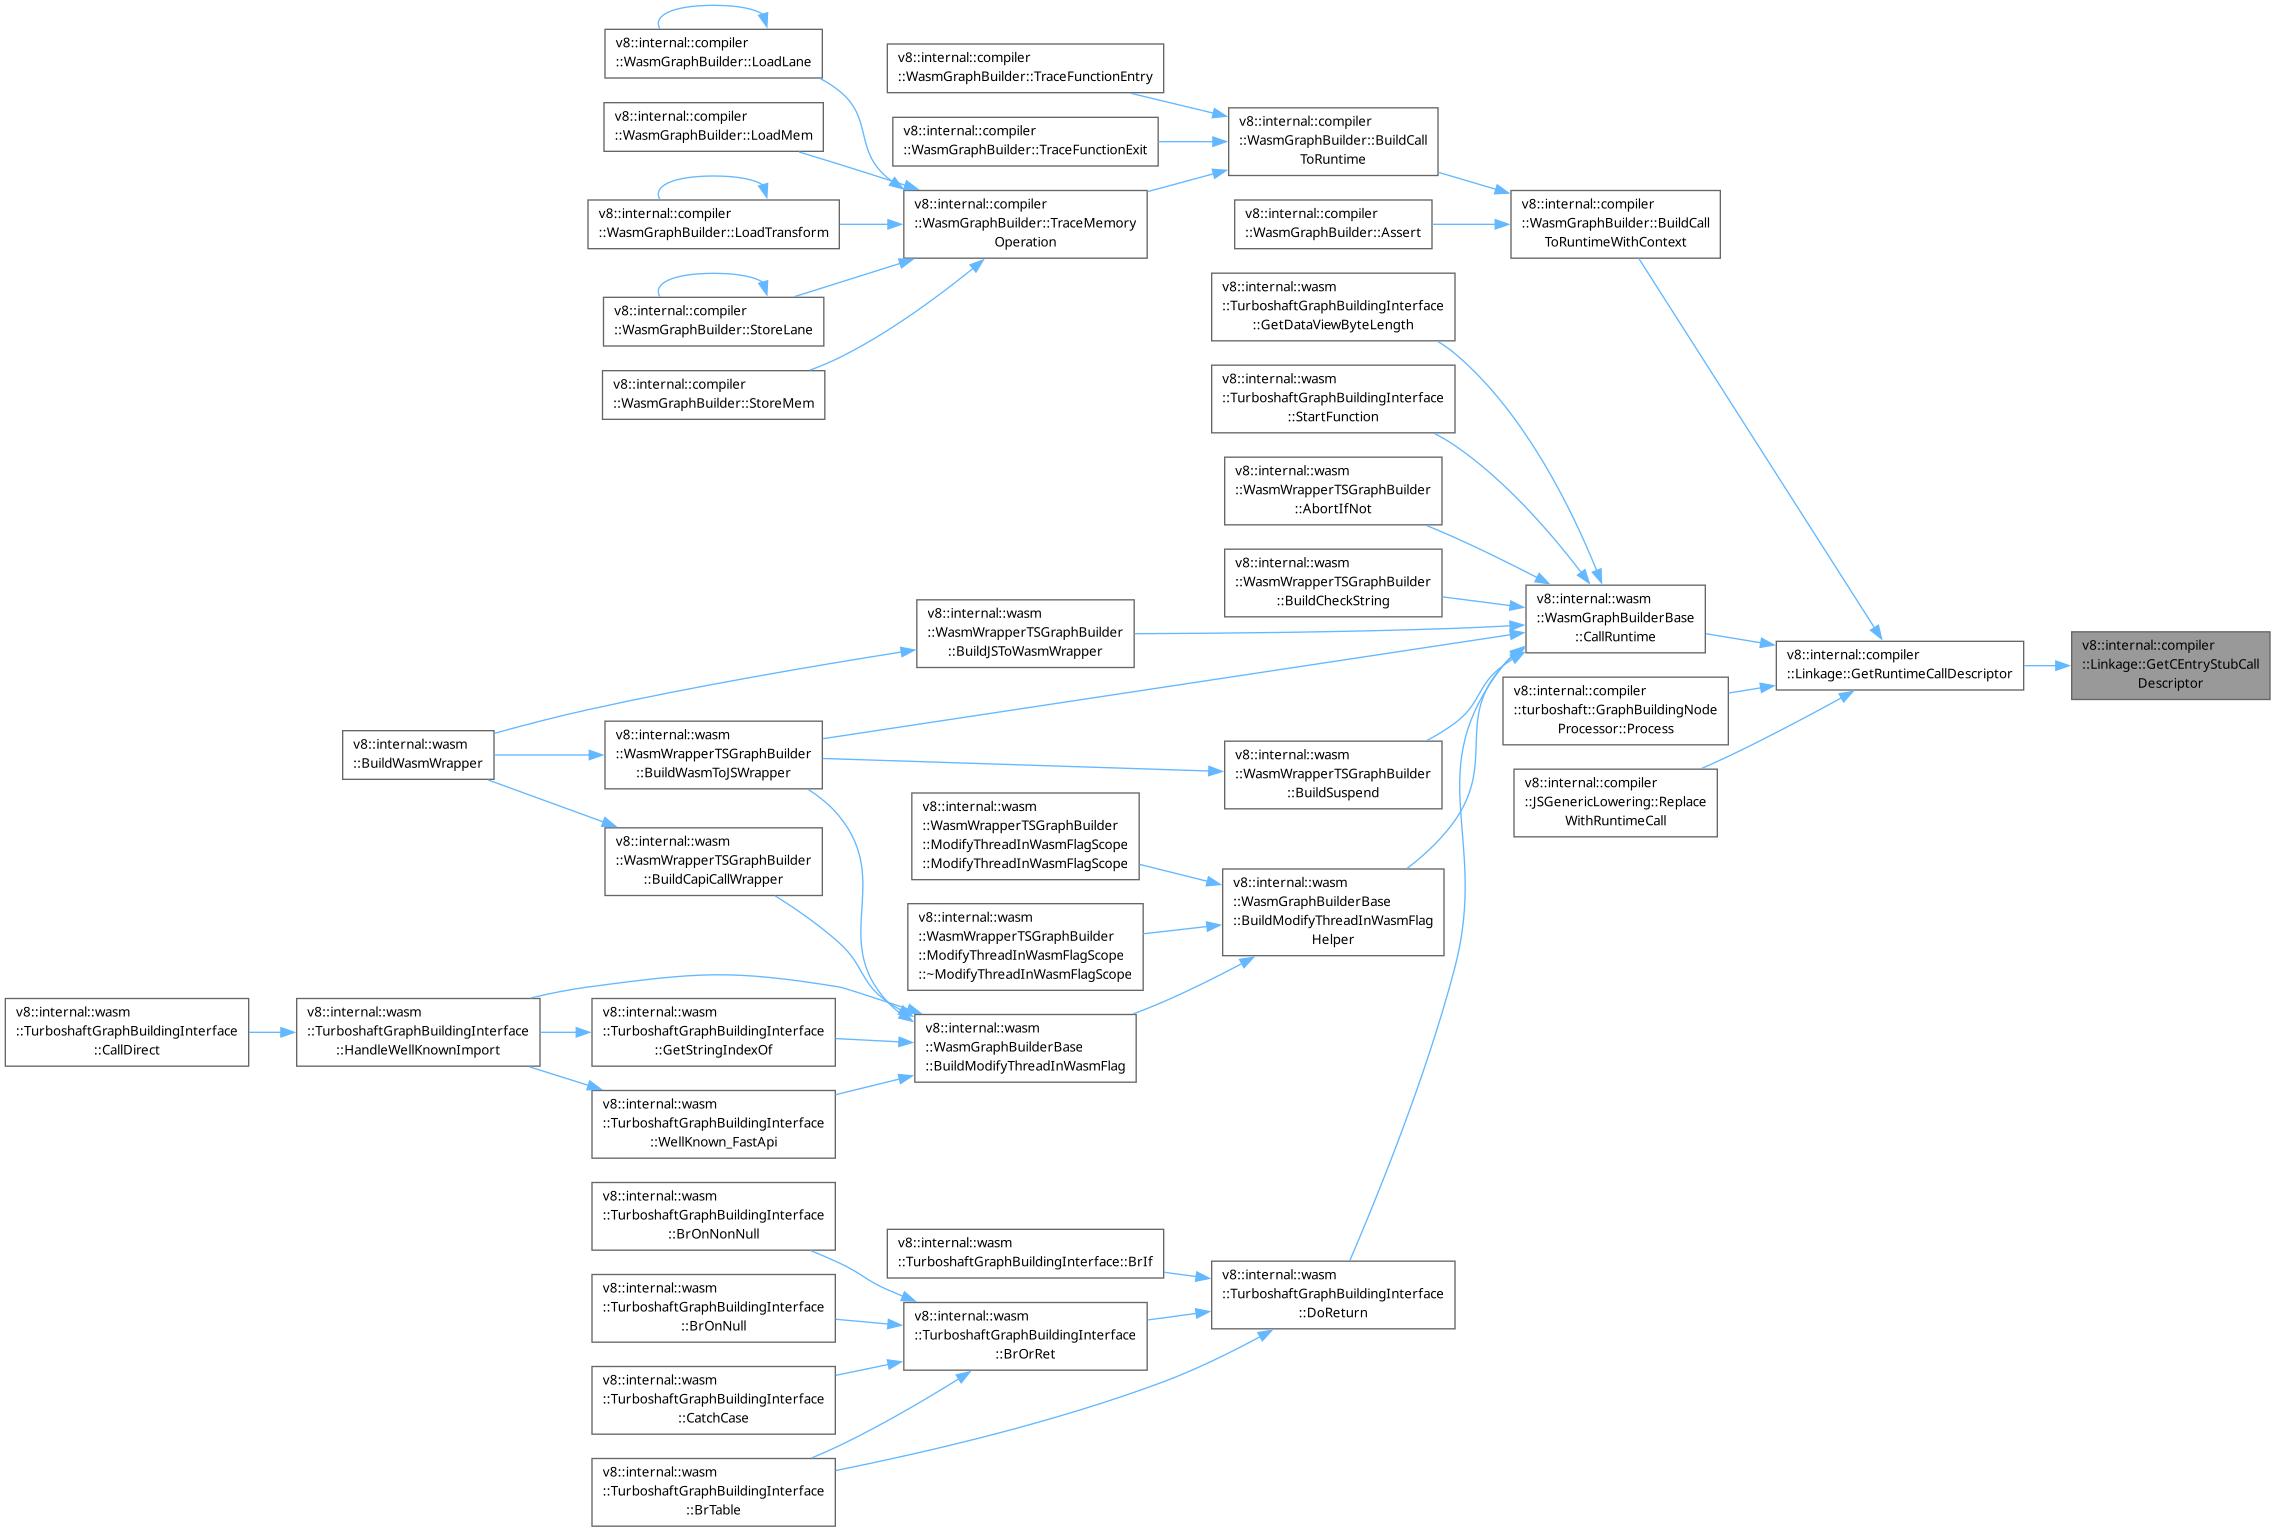 v8::internal::compiler
::WasmGraphBuilder::LoadLane
v8::internal::compiler
::WasmGraphBuilder::TraceFunctionEntry
v8::internal::compiler
::WasmGraphBuilder::LoadMem
v8::internal::compiler
::WasmGraphBuilder::TraceFunctionExit
v8::internal::compiler
::WasmGraphBuilder::BuildCall
ToRuntime
v8::internal::compiler
::WasmGraphBuilder::LoadTransform
v8::internal::compiler
::WasmGraphBuilder::TraceMemory
Operation
v8::internal::compiler
::WasmGraphBuilder::Assert
v8::internal::compiler
::WasmGraphBuilder::BuildCall
ToRuntimeWithContext
v8::internal::compiler
::WasmGraphBuilder::StoreLane
v8::internal::wasm
::TurboshaftGraphBuildingInterface
::GetDataViewByteLength
v8::internal::compiler
::WasmGraphBuilder::StoreMem
v8::internal::wasm
::TurboshaftGraphBuildingInterface
::StartFunction
v8::internal::wasm
::WasmWrapperTSGraphBuilder
::AbortIfNot
v8::internal::wasm
::WasmWrapperTSGraphBuilder
::BuildCheckString
v8::internal::wasm
::WasmGraphBuilderBase
::CallRuntime
v8::internal::wasm
::WasmWrapperTSGraphBuilder
::BuildJSToWasmWrapper
v8::internal::compiler
::Linkage::GetRuntimeCallDescriptor
v8::internal::compiler
::Linkage::GetCEntryStubCall
Descriptor
v8::internal::compiler
::turboshaft::GraphBuildingNode
Processor::Process
v8::internal::wasm
::BuildWasmWrapper
v8::internal::wasm
::WasmWrapperTSGraphBuilder
::BuildWasmToJSWrapper
v8::internal::wasm
::WasmWrapperTSGraphBuilder
::BuildSuspend
v8::internal::compiler
::JSGenericLowering::Replace
WithRuntimeCall
v8::internal::wasm
::WasmWrapperTSGraphBuilder
::BuildCapiCallWrapper
v8::internal::wasm
::WasmWrapperTSGraphBuilder
::ModifyThreadInWasmFlagScope
::ModifyThreadInWasmFlagScope
v8::internal::wasm
::WasmGraphBuilderBase
::BuildModifyThreadInWasmFlag
Helper
v8::internal::wasm
::WasmWrapperTSGraphBuilder
::ModifyThreadInWasmFlagScope
::~ModifyThreadInWasmFlagScope
v8::internal::wasm
::TurboshaftGraphBuildingInterface
::CallDirect
v8::internal::wasm
::TurboshaftGraphBuildingInterface
::HandleWellKnownImport
v8::internal::wasm
::TurboshaftGraphBuildingInterface
::GetStringIndexOf
v8::internal::wasm
::WasmGraphBuilderBase
::BuildModifyThreadInWasmFlag
v8::internal::wasm
::TurboshaftGraphBuildingInterface
::WellKnown_FastApi
v8::internal::wasm
::TurboshaftGraphBuildingInterface
::BrOnNonNull
v8::internal::wasm
::TurboshaftGraphBuildingInterface::BrIf
v8::internal::wasm
::TurboshaftGraphBuildingInterface
::DoReturn
v8::internal::wasm
::TurboshaftGraphBuildingInterface
::BrOnNull
v8::internal::wasm
::TurboshaftGraphBuildingInterface
::BrOrRet
v8::internal::wasm
::TurboshaftGraphBuildingInterface
::CatchCase
v8::internal::wasm
::TurboshaftGraphBuildingInterface
::BrTable